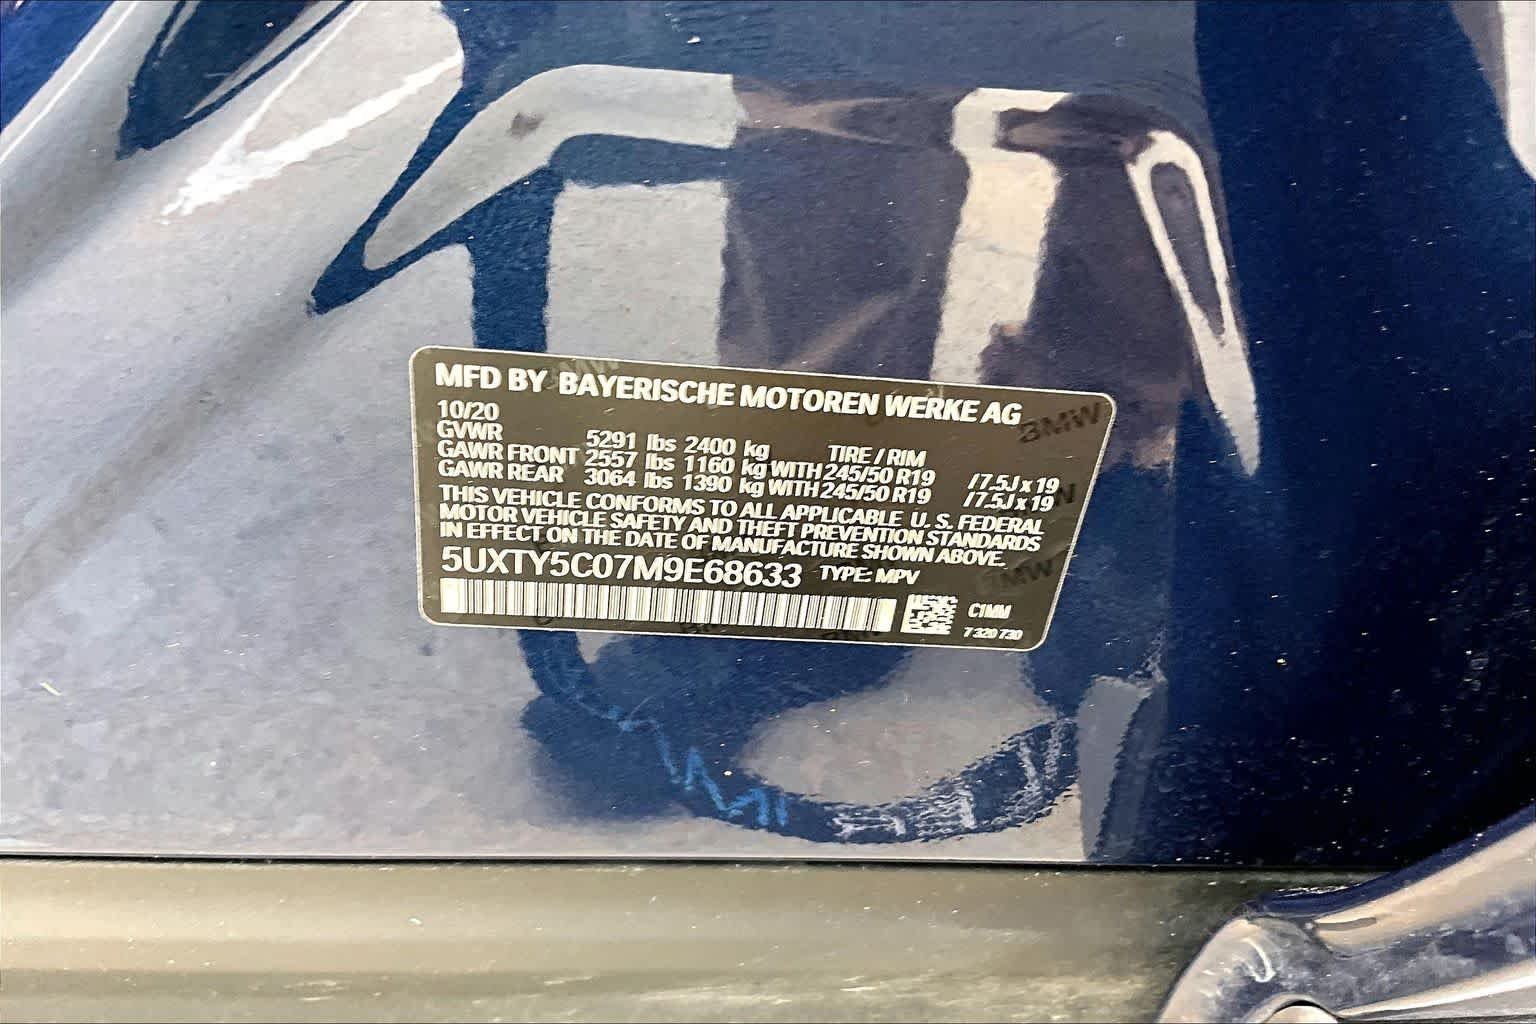 MFD BY BAYERISCHE MOTOREN WERKE AG
10/20
GVWR 5291 lbs 2400 kg TIRE / RIM
GAWR FRONT 2557 lbs 1160 kg WITH 245/50 R19 / 7.5J x 19
GAWR REAR 3064 lbs 1390 kg WITH 245/50 R19 / 7.5J x 19
THIS VEHICLE CONFORMS TO ALL APPLICABLE U. S. FEDERAL
MOTOR VEHICLE SAFETY AND THEFT PREVENTION STANDARDS
IN EFFECT ON THE DATE OF MANUFACTURE SHOWN ABOVE.
5UXTY5C07M9E68633 TYPE: MPV
C1MM
7 320 730
BMW
BMW
BMW